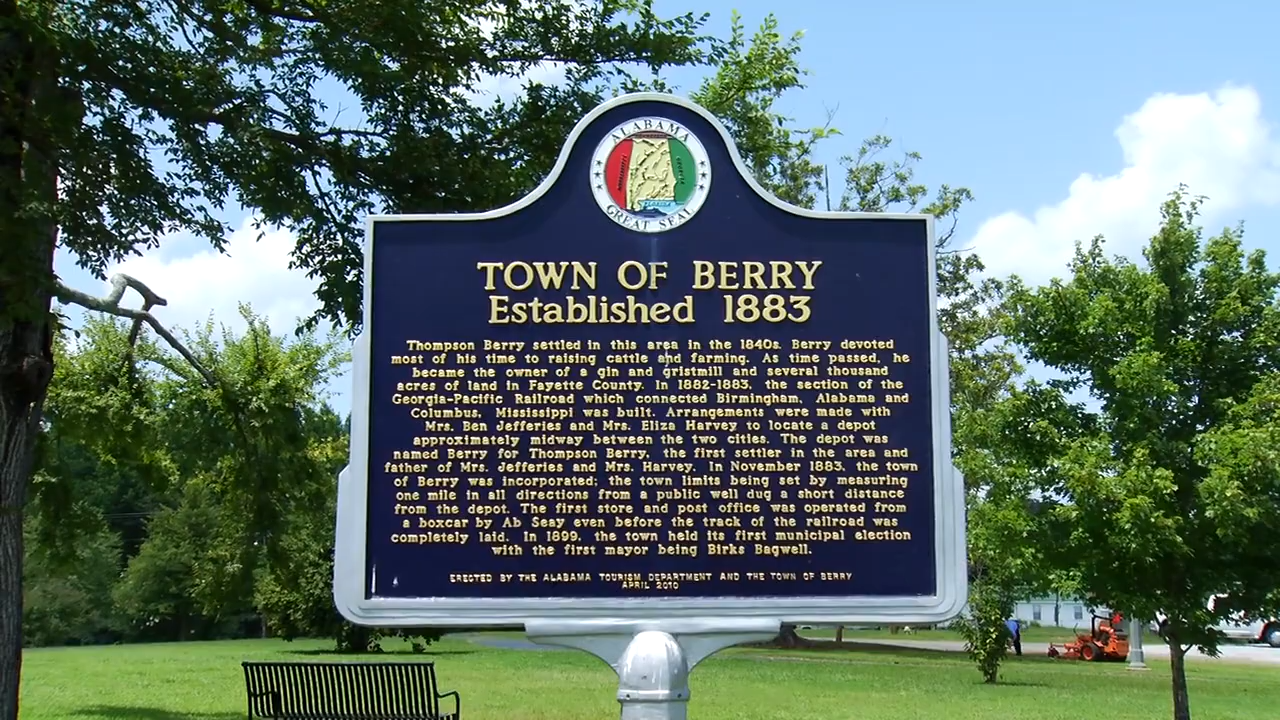 ALABAMA
GREAT SEAL
TOWN OF BERRY
Established 1883
Thompson Berry settled in this area in the 1840s. Berry devoted
most of his time to raising cattle and farming. As time passed, he
became the owner of a gin and gristmill and several thousand
acres of land in Fayette County. In 1882-1883, the section of the
Georgia-Pacific Railroad which connected Birmingham, Alabama and
Columbus, Mississippi was built. Arrangements were made with
Mrs. Ben Jefferies and Mrs. Eliza Harvey to locate a depot
approximately midway between the two cities. The depot was
named Berry for Thompson Berry, the first settler in the area and
father of Mrs. Jefferies and Mrs. Harvey. In November 1883, the town
of Berry was incorporated; the town limits being set by measuring
one mile in all directions from a public well dug a short distance
from the depot. The first store and post office was operated from
a boxcar by Ab Seay even before the track of the railroad was
completely laid. In 1899, the town held its first municipal election
with the first mayor being Birks Bagwell.
ERECTED BY THE ALABAMA TOURISM DEPARTMENT AND THE TOWN OF BERRY
APRIL 2010